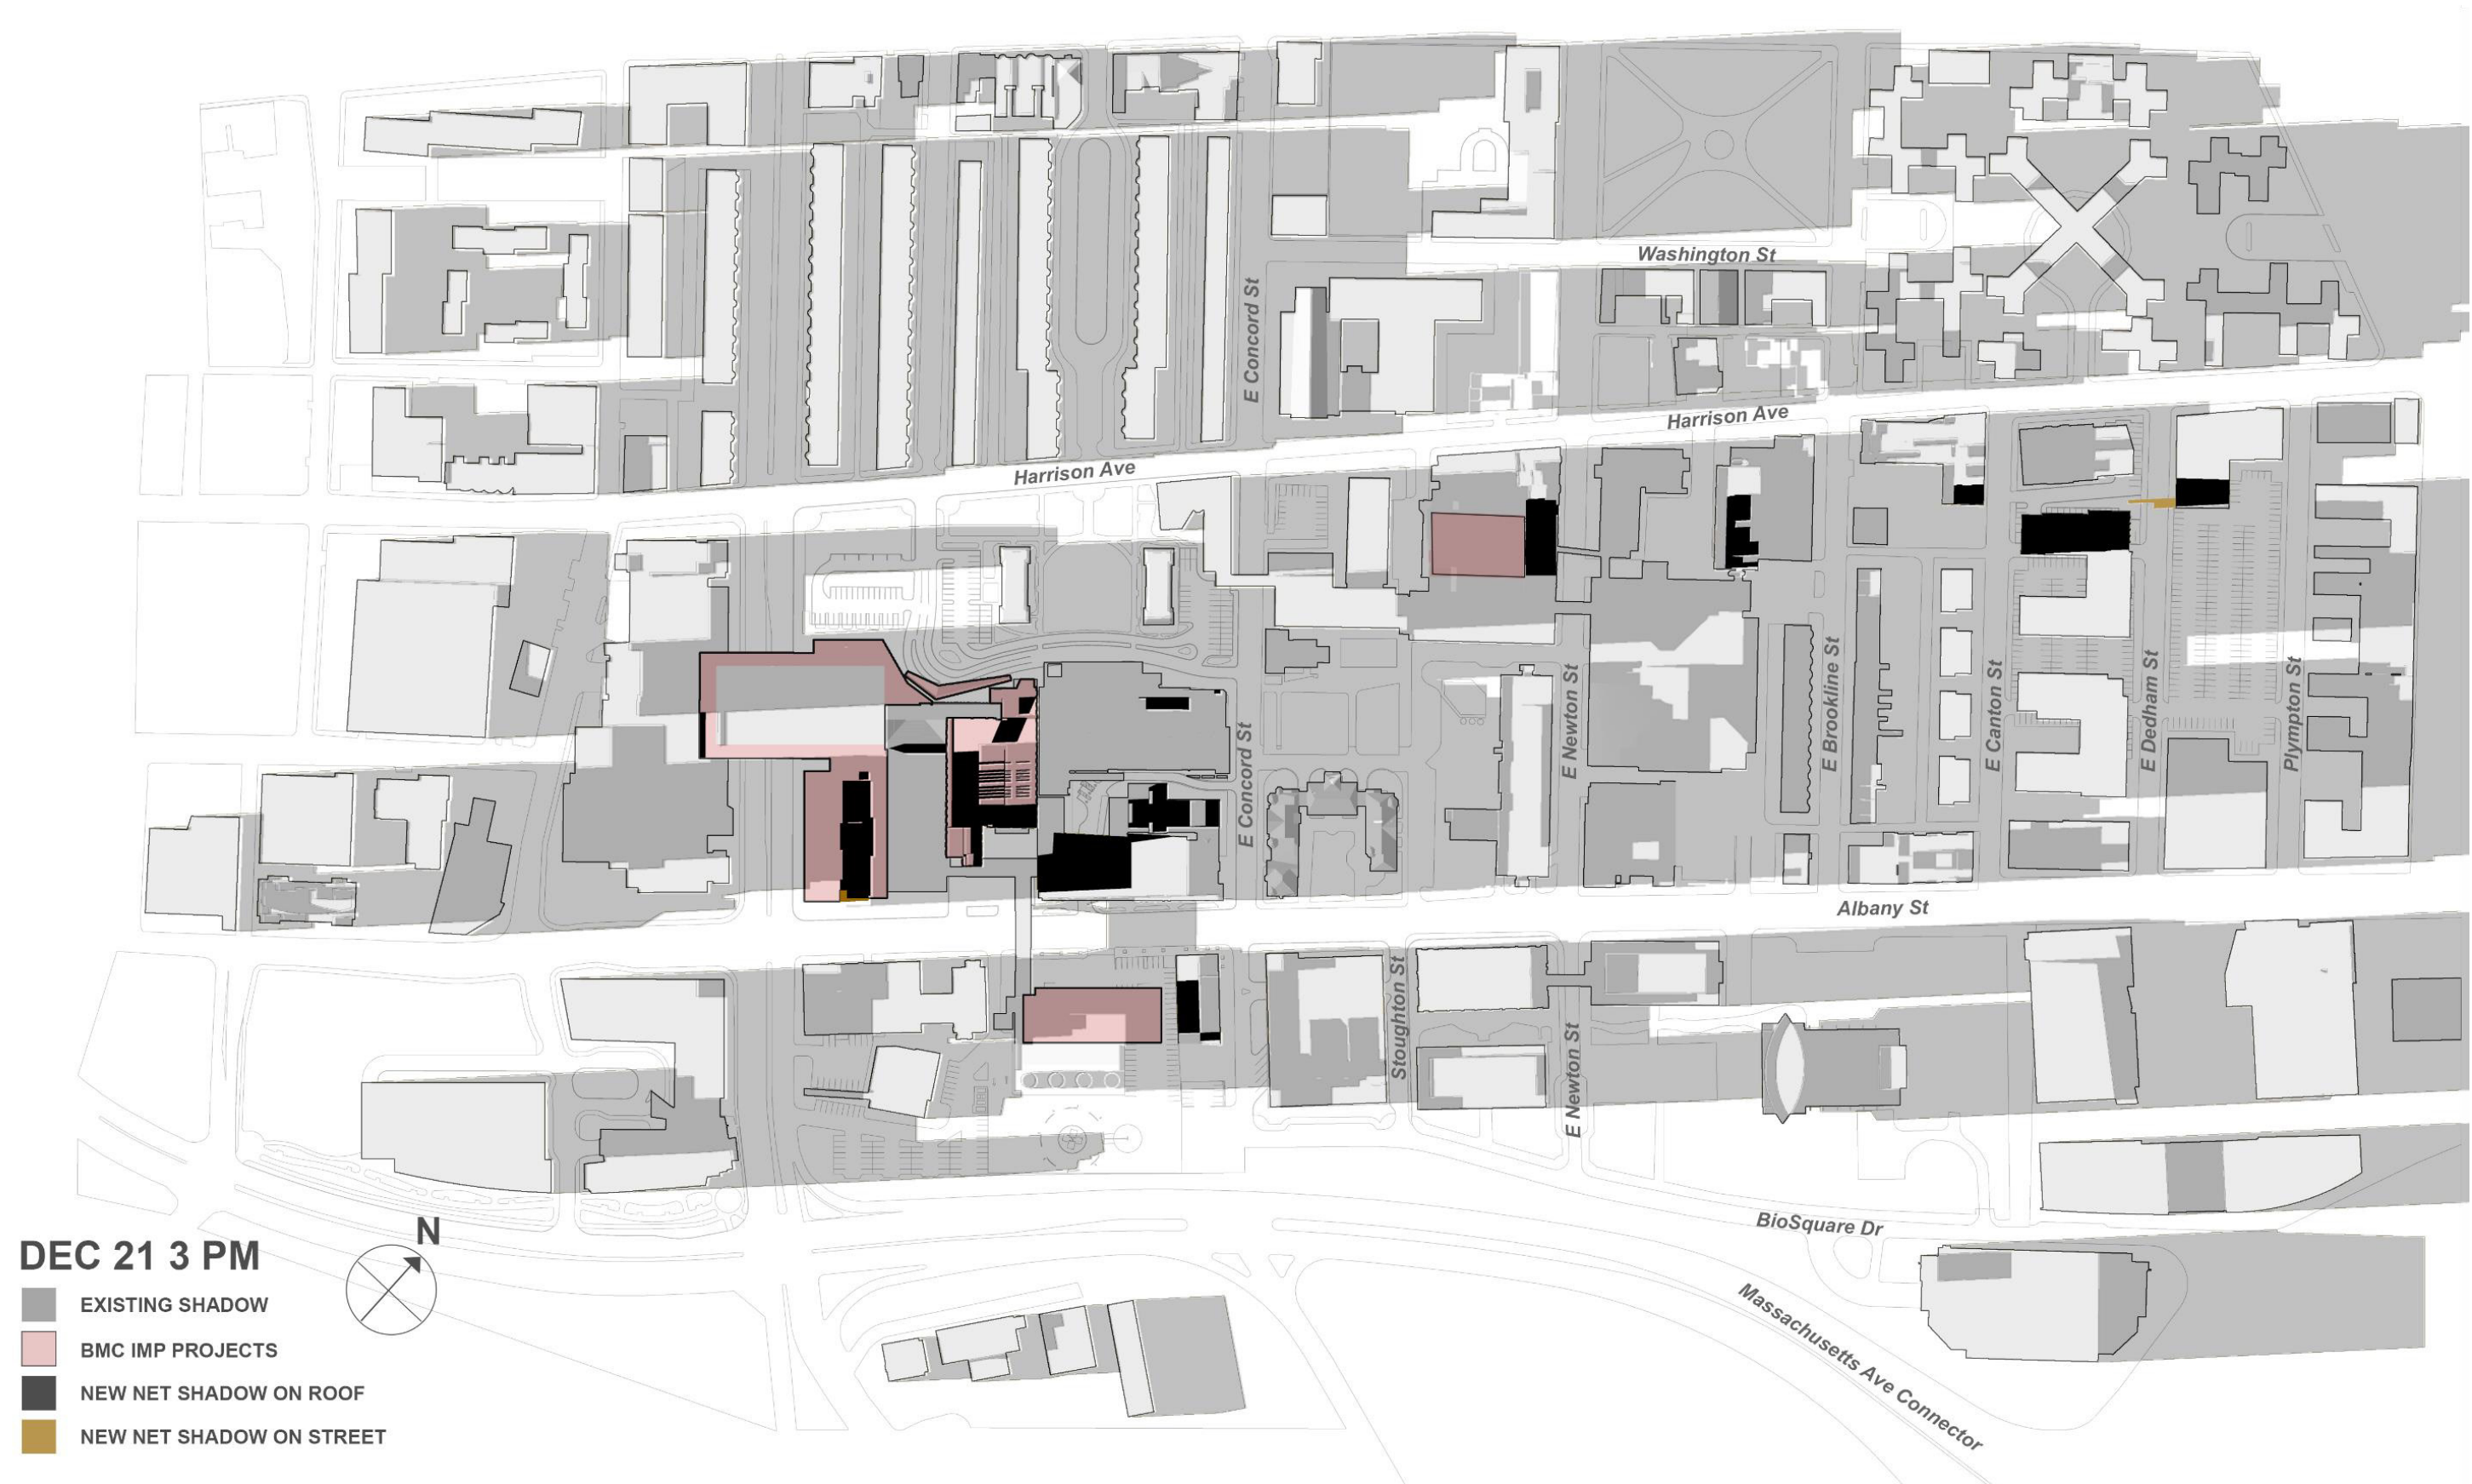 Washington St
E Concord St
Harrison Ave
Harrison Ave
E Newton St
E Brookline St
E Canton St
E Dedham St
Plympton St
E Concord St
Albany St
Stoughton St
E Newton St
BioSquare Dr
Massachusetts Ave Connector
N
DEC 21 3 PM
EXISTING SHADOW
BMC IMP PROJECTS
NEW NET SHADOW ON ROOF
NEW NET SHADOW ON STREET